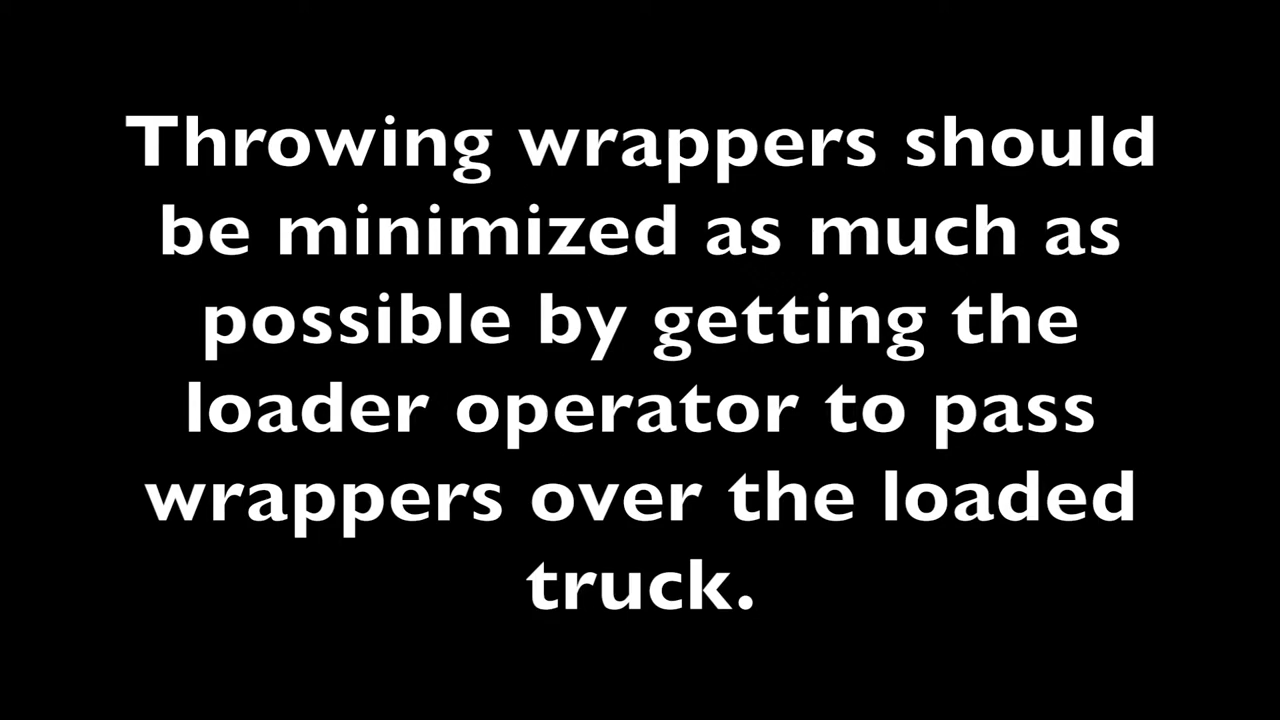 Throwing wrappers should
be minimized as much as
possible by getting the
loader operator to pass
wrappers over the loaded
truck.